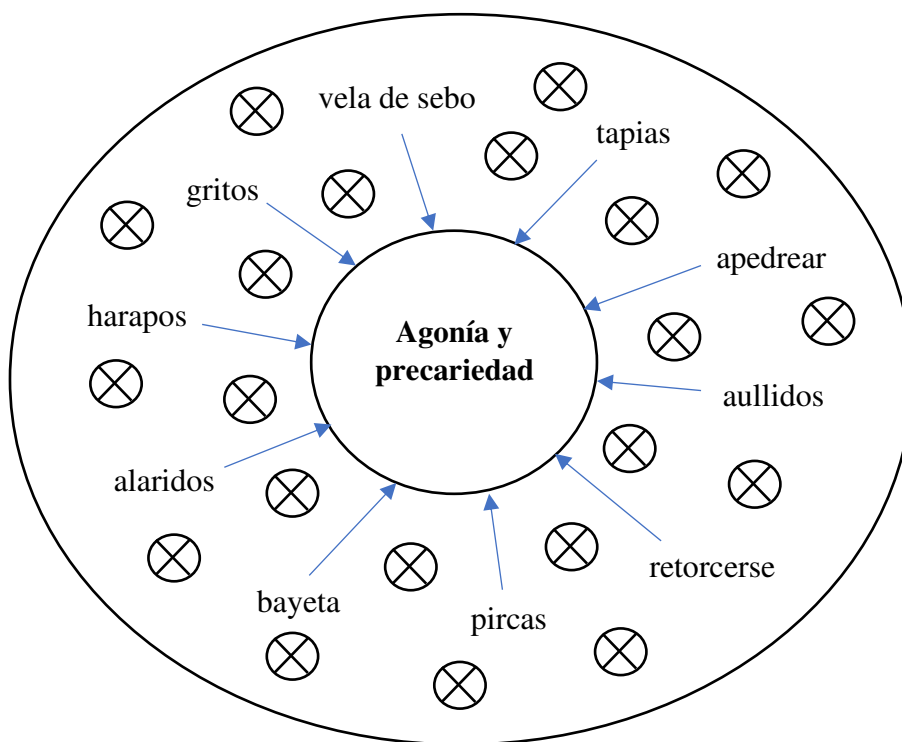 vela de sebo
tapias
gritos
apedrear
harapos
Agonía y
precariedad
aullidos
alaridos
retorcerse
bayeta
pircas